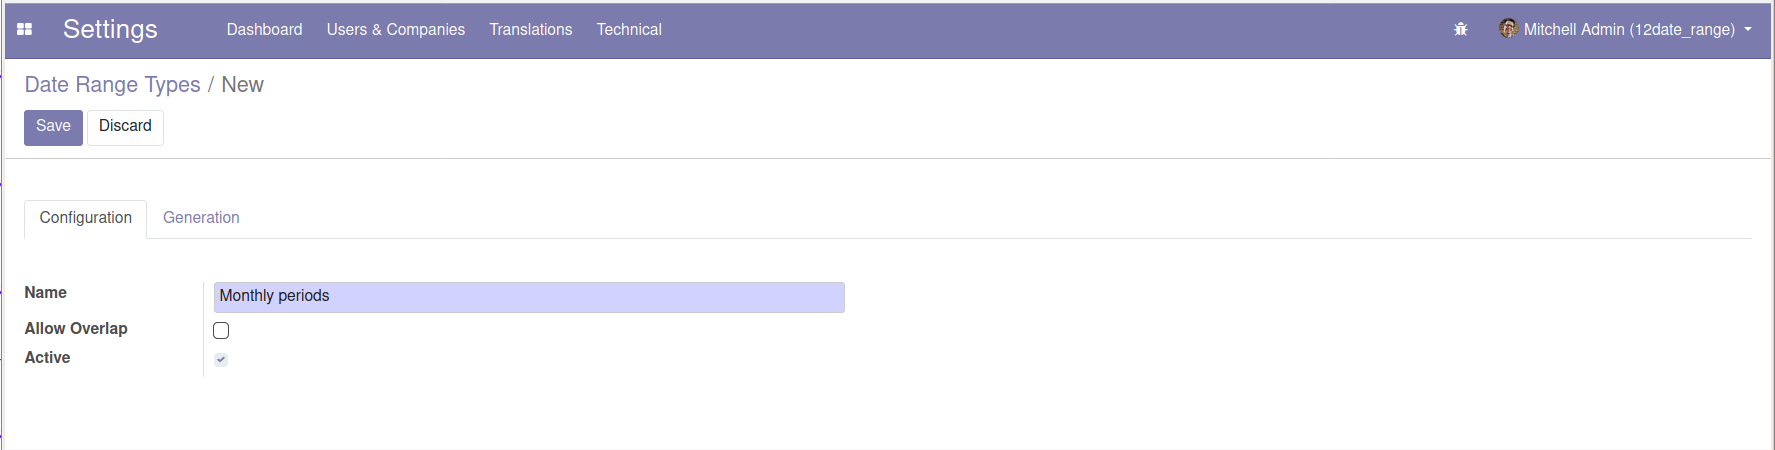 Settings Dashboard Users & Companies Translations Technical Mitchell Admin (12date_range)
Date Range Types / New
Save Discard
Configuration Generation
Name Monthly periods
Allow Overlap
Active